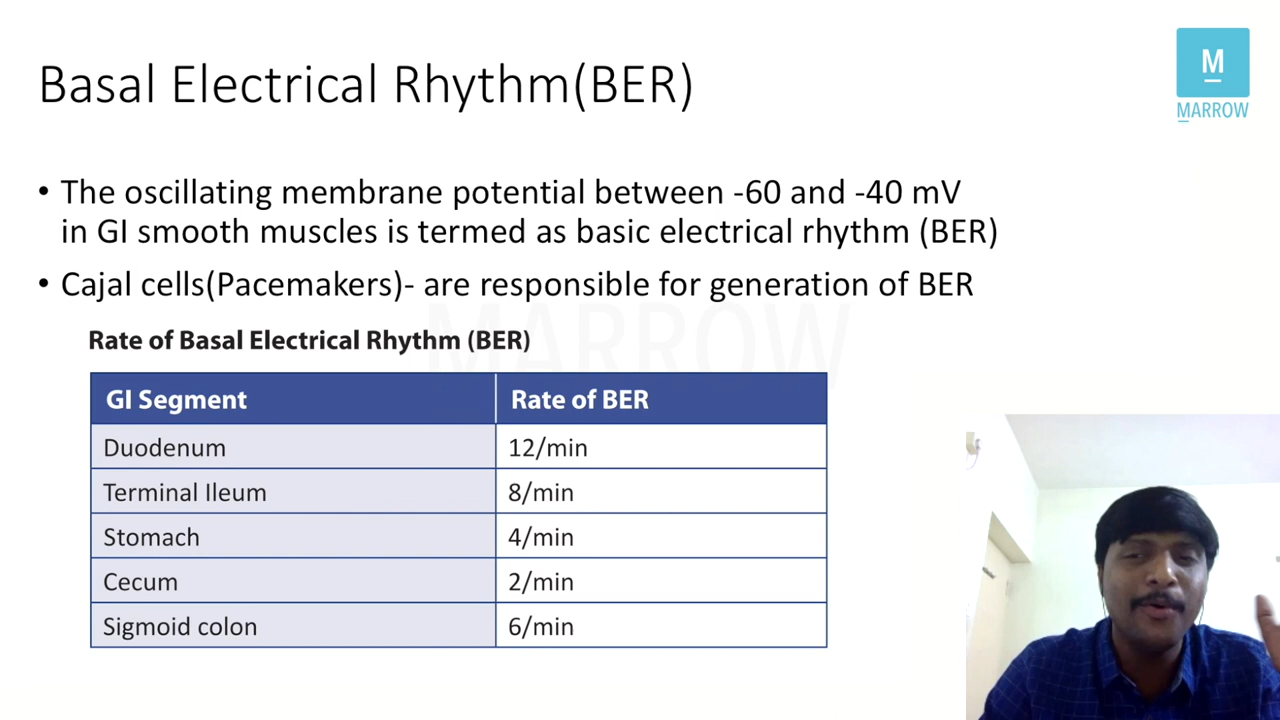 Basal Electrical Rhythm(BER)
M
MARROW
• The oscillating membrane potential between -60 and -40 mV
in GI smooth muscles is termed as basic electrical rhythm (BER)
• Cajal cells(Pacemakers)- are responsible for generation of BER
MARROW
Rate of Basal Electrical Rhythm (BER)
GI Segment Rate of BER
Duodenum 12/min
Terminal Ileum 8/min
Stomach 4/min
Cecum 2/min
Sigmoid colon 6/min